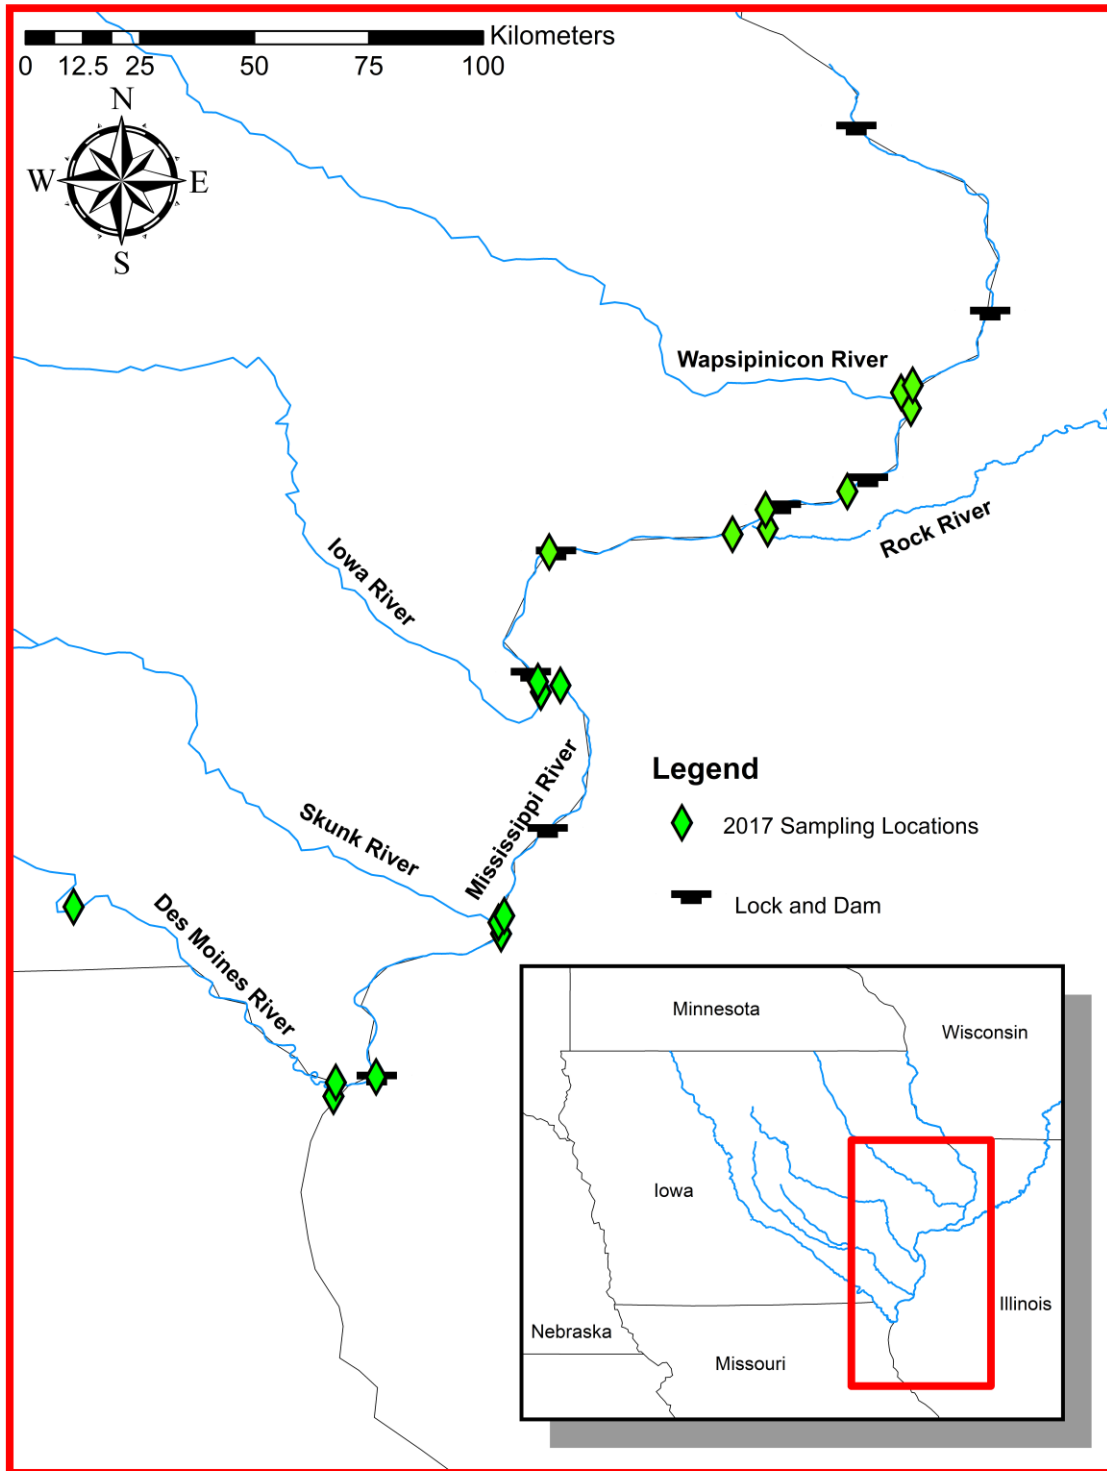 Kilometers
0 12.5 25 50 75 100
N
W E
S
Wapsipinicon River
Rock River
Iowa River
Mississippi River
Skunk River
Des Moines River
Legend
2017 Sampling Locations
Lock and Dam
Minnesota
Wisconsin
Iowa
Illinois
Nebraska
Missouri